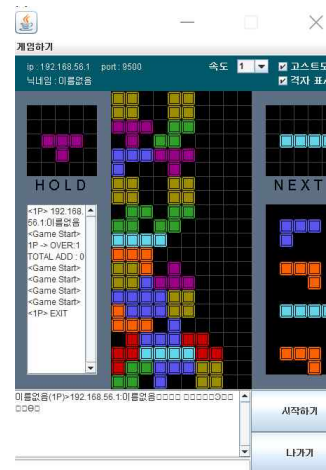 게임하기
ip : 192.168.56.1 port : 9500
속도 1
고스트모
닉네임 : 이름없음
격자 표시
HOLD
NEXT
<1P> 192.168.
56.1:이름없음
<Game Start>
1P -> OVER:1
TOTAL ADD : 0
<Game Start>
<Game Start>
<Game Start>
<Game Start>
<1P> EXIT
이름없음(1P)>192.168.56.1:이름없음
시작하기
나가기